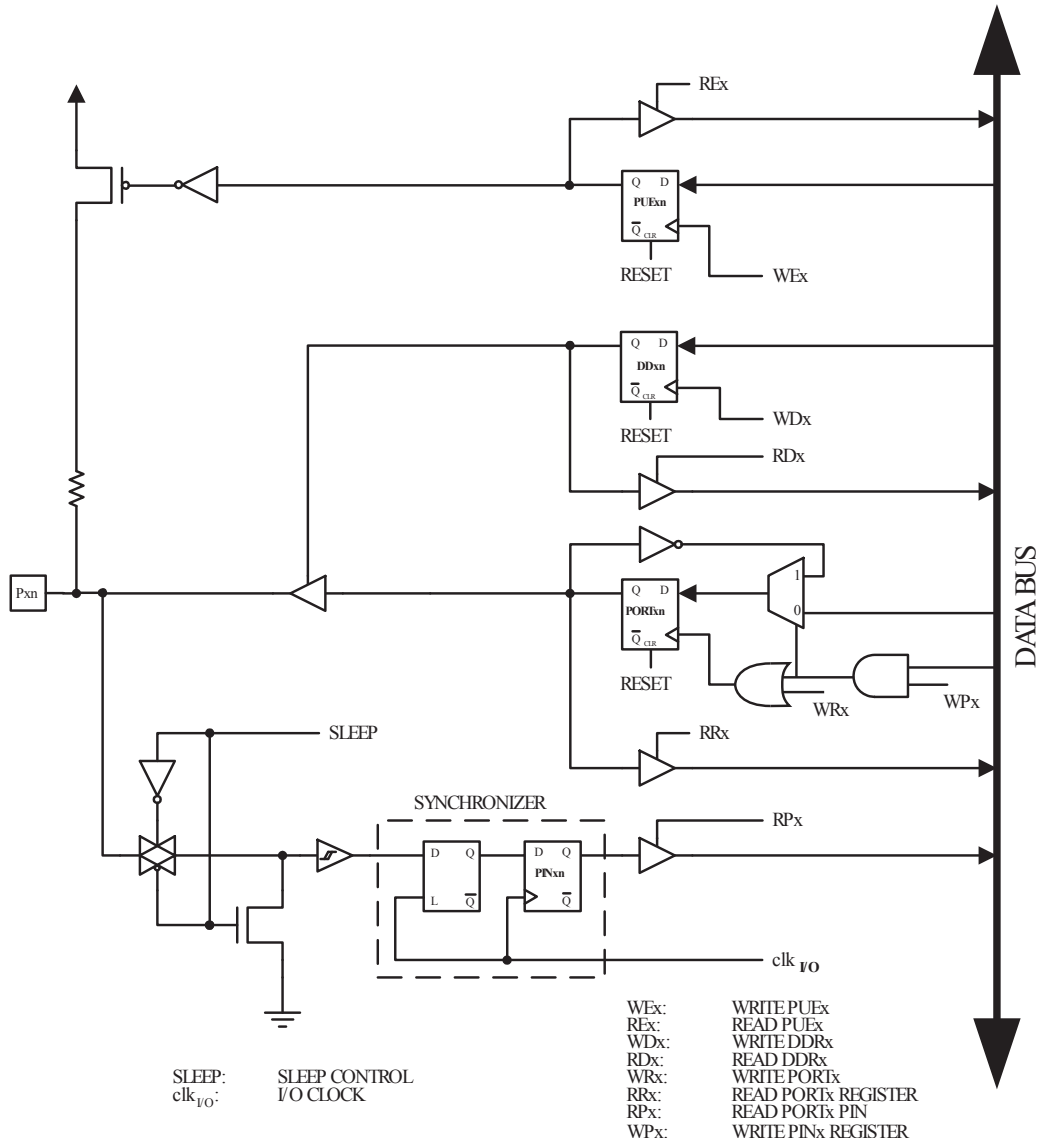 REx
Q D
PUExn
Q CLR
RESET
WEx
Q D
DDxn
Q CLR
RESET
WDx
RDx
Pxn
1
Q D
PORTxn
0
Q CLR
RESET
WRx
WPx
DATA BUS
SLEEP
RRx
SYNCHRONIZER
RPx
D Q
D Q
PINxn
L Q
Q
clk I/O
WEx: WRITE PUEx
REx: READ PUEx
WDx: WRITE DDRx
RDx: READ DDRx
WRx: WRITE PORTx
RRx: READ PORTx REGISTER
RPx: READ PORTx PIN
WPx: WRITE PINx REGISTER
SLEEP: SLEEP CONTROL
clk I/O: I/O CLOCK